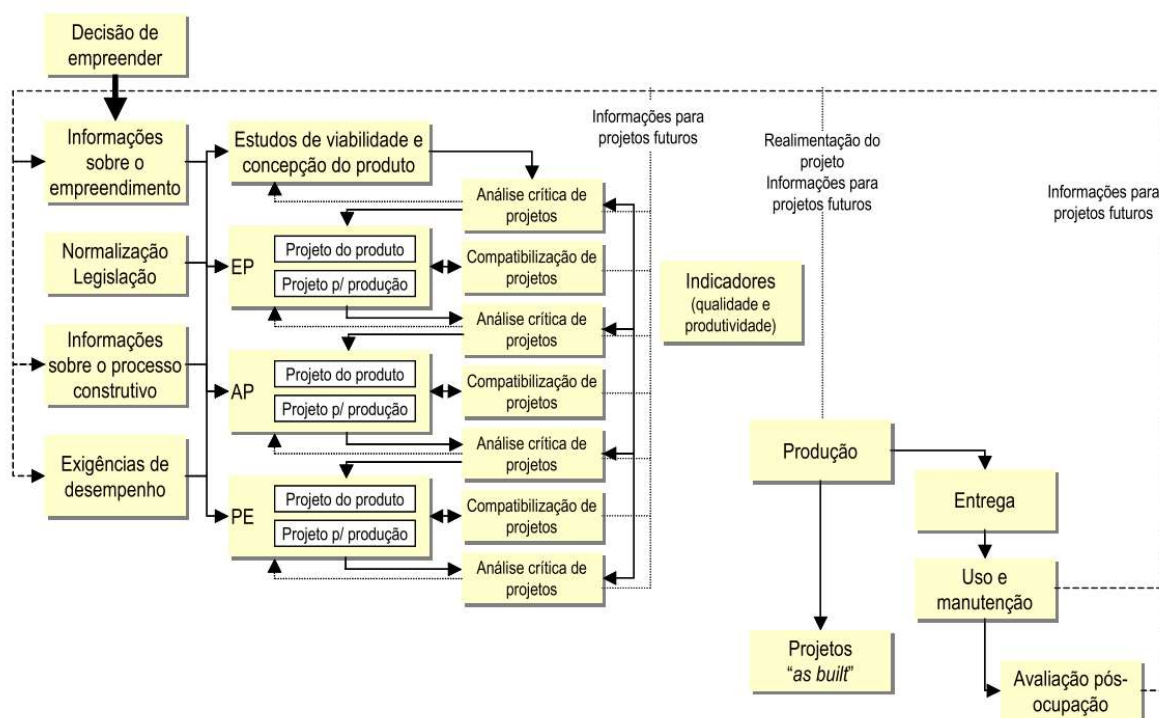 Decisão de
empreender
Informações
sobre o
empreendimento
Estudos de viabilidade e
concepção do produto
Informações para
projetos futuros
Realimentação do
projeto
Informações para
projetos futuros
Informações para
projetos futuros
Análise crítica de
projetos
Normalização
Legislação
EP
Projeto do produto
Projeto p/ produção
Compatibilização de
projetos
Indicadores
(qualidade e
produtividade)
Análise crítica de
projetos
Informações
sobre o processo
construtivo
AP
Projeto do produto
Projeto p/ produção
Compatibilização de
projetos
Análise crítica de
projetos
Exigências de
desempenho
PE
Projeto do produto
Projeto p/ produção
Compatibilização de
projetos
Análise crítica de
projetos
Produção
Entrega
Uso e
manutenção
Projetos
“as built”
Avaliação pós-
ocupação